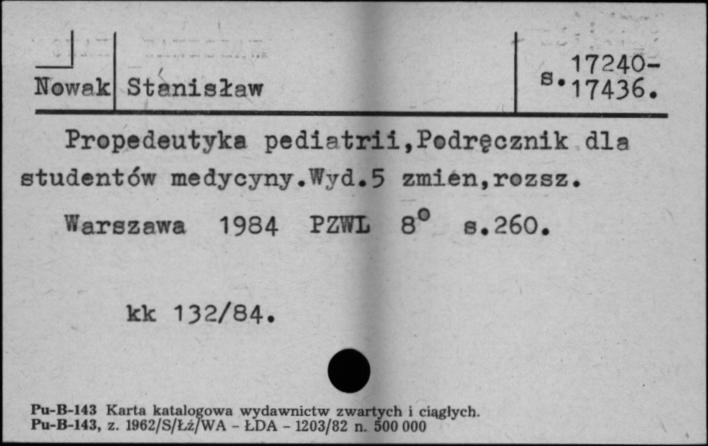 Nowak Stanisław s. 17240-
17436.
Propedeutyka pediatrii,Podręcznik dla
studentów medycyny.Wyd.5 zmien,rozsz.
Warszawa 1984 PZWL 8° s.260.
kk 132/84.
Pu-B-143 Karta katalogowa wydawnictw zwartych i ciągłych.
Pu-B-143, z. 1962/S/Łź/WA - ŁDA - 1203/82 n. 500 000